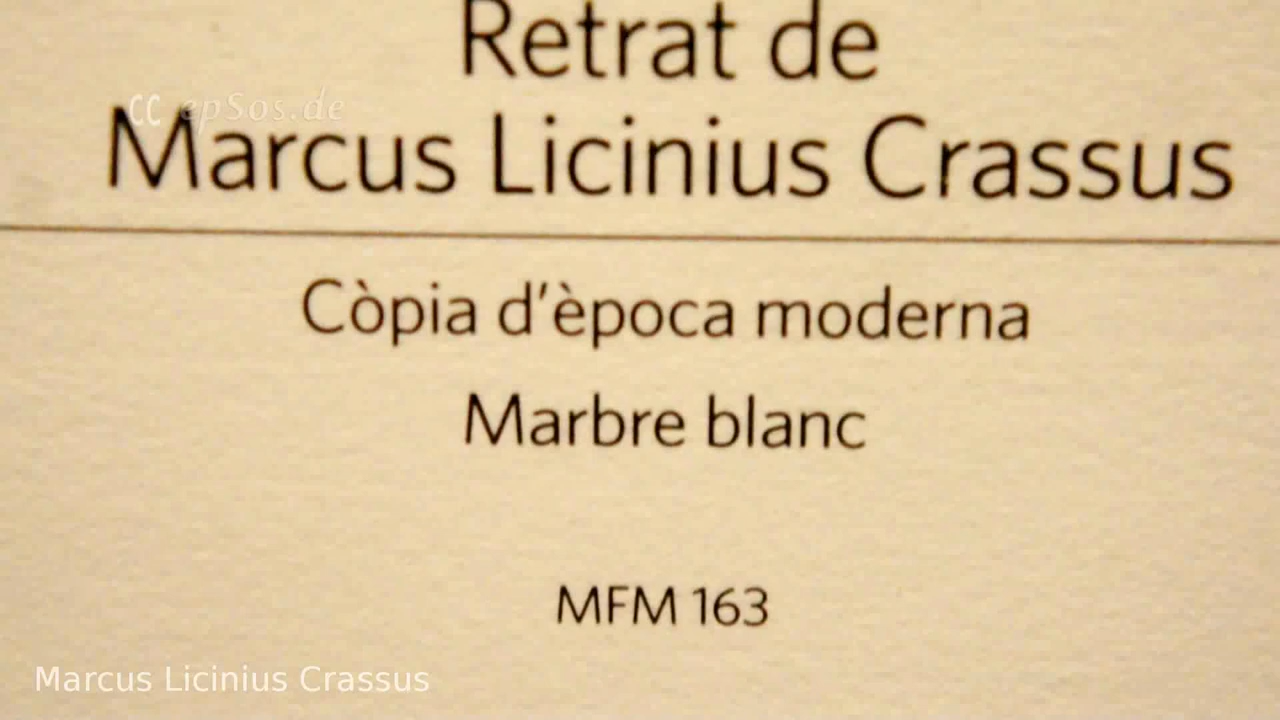 Retrat de
cc epSos.de
Marcus Licinius Crassus
Còpia d'època moderna
Marbre blanc
MFM 163
Marcus Licinius Crassus